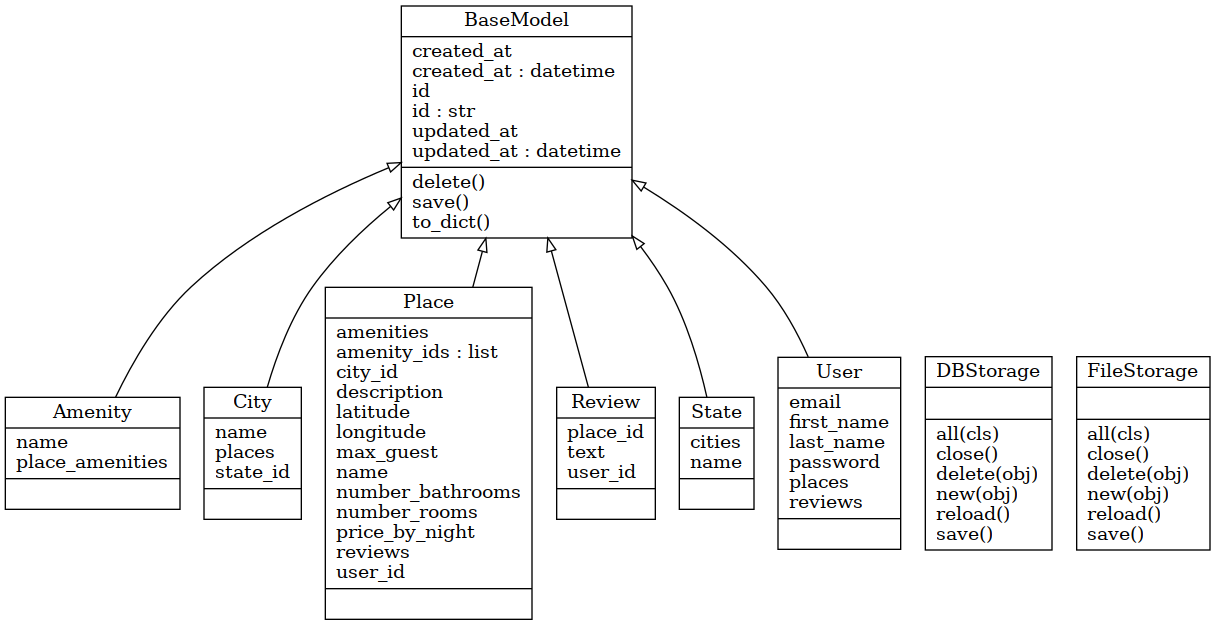 BaseModel
created_at
created_at : datetime
id
id : str
updated_at
updated_at : datetime
delete()
save()
to_dict()
Amenity
name
place_amenities
City
name
places
state_id
Place
amenities
amenity_ids : list
city_id
description
latitude
longitude
max_guest
name
number_bathrooms
number_rooms
price_by_night
reviews
user_id
Review
place_id
text
user_id
State
cities
name
User
email
first_name
last_name
password
places
reviews
DBStorage
all(cls)
close()
delete(obj)
new(obj)
reload()
save()
FileStorage
all(cls)
close()
delete(obj)
new(obj)
reload()
save()